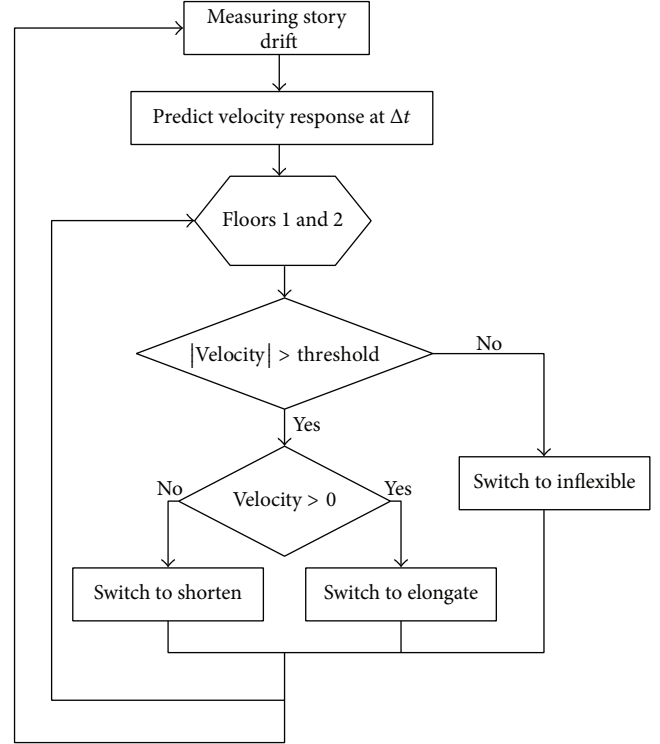 Measuring story
drift
Predict velocity response at Δt
Floors 1 and 2
|Velocity| > threshold
No
Yes
No
Velocity > 0
Yes
Switch to inflexible
Switch to shorten
Switch to elongate